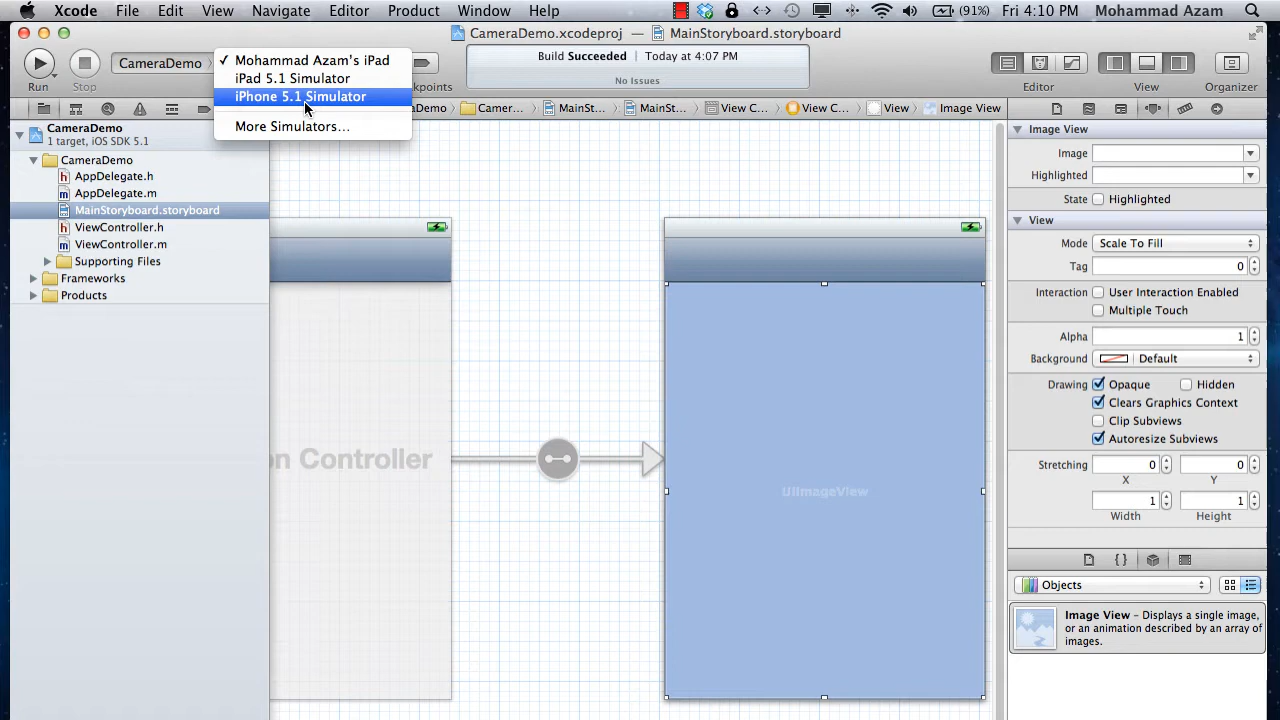 Xcode File Edit View Navigate Editor Product Window Help (91%) Fri 4:10 PM Mohammad Azam
CameraDemo.xcodeproj — MainStoryboard.storyboard
Run
Stop
CameraDemo
✓ Mohammad Azam's iPad
iPad 5.1 Simulator
iPhone 5.1 Simulator
More Simulators...
kpoints
Build Succeeded | Today at 4:07 PM
No Issues
Editor
View
Organizer
emo
Camer...
MainSt...
MainSt...
View C...
View C...
View
Image View
CameraDemo
1 target, iOS SDK 5.1
CameraDemo
h AppDelegate.h
m AppDelegate.m
MainStoryboard.storyboard
h ViewController.h
m ViewController.m
Supporting Files
Frameworks
Products
on Controller
UIImageView
Image View
Image
Highlighted
State Highlighted
View
Mode Scale To Fill
Tag 0
Interaction User Interaction Enabled
Multiple Touch
Alpha 1
Background Default
Drawing Opaque Hidden
Clears Graphics Context
Clip Subviews
Autoresize Subviews
Stretching 0 0
X Y
1 1
Width Height
{ }
Objects
Image View – Displays a single image,
or an animation described by an array of
images.